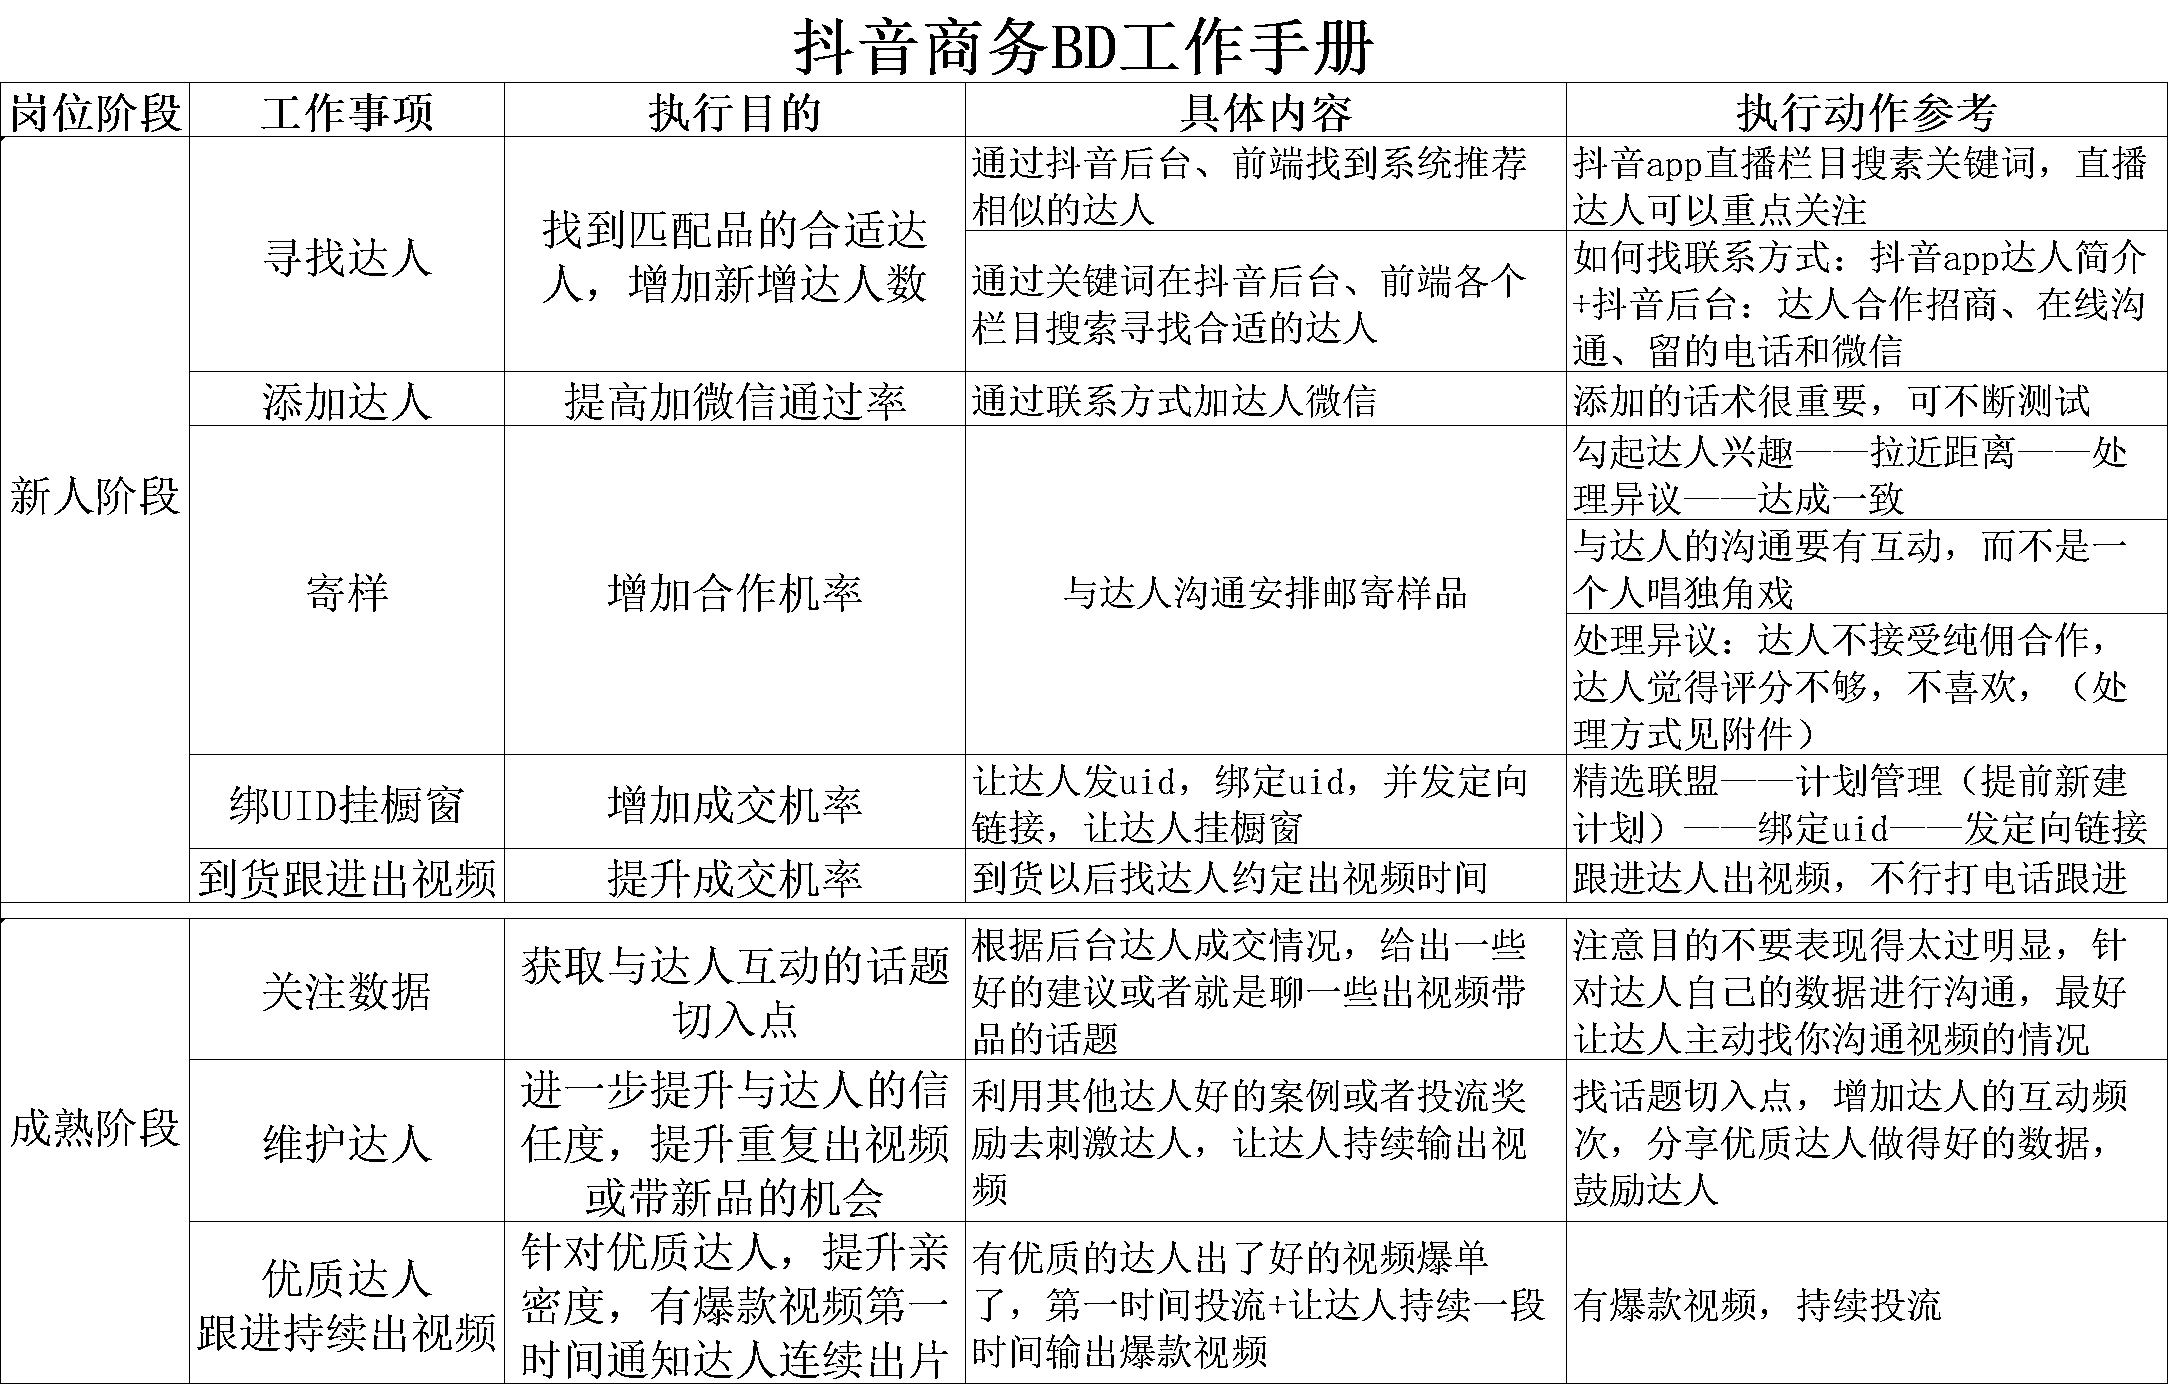 抖音商务BD工作手册
岗位阶段
工作事项
执行目的
具体内容
执行动作参考
新人阶段
寻找达人
找到匹配品的合适达
人，增加新增达人数
通过抖音后台、前端找到系统推荐
相似的达人
抖音app直播栏目搜素关键词，直播
达人可以重点关注
通过关键词在抖音后台、前端各个
栏目搜索寻找合适的达人
如何找联系方式：抖音app达人简介
+抖音后台：达人合作招商、在线沟
通、留的电话和微信
添加达人
提高加微信通过率
通过联系方式加达人微信
添加的话术很重要，可不断测试
寄样
增加合作机率
与达人沟通安排邮寄样品
勾起达人兴趣——拉近距离——处
理异议——达成一致
与达人的沟通要有互动，而不是一
个人唱独角戏
处理异议：达人不接受纯佣合作，
达人觉得评分不够，不喜欢，（处
理方式见附件）
绑UID挂橱窗
增加成交机率
让达人发uid，绑定uid，并发定向
链接，让达人挂橱窗
精选联盟——计划管理（提前新建
计划）——绑定uid——发定向链接
到货跟进出视频
提升成交机率
到货以后找达人约定出视频时间
跟进达人出视频，不行打电话跟进
成熟阶段
关注数据
获取与达人互动的话题
切入点
根据后台达人成交情况，给出一些
好的建议或者就是聊一些出视频带
品的话题
注意目的不要表现得太过明显，针
对达人自己的数据进行沟通，最好
让达人主动找你沟通视频的情况
维护达人
进一步提升与达人的信
任度，提升重复出视频
或带新品的机会
利用其他达人好的案例或者投流奖
励去刺激达人，让达人持续输出视
频
找话题切入点，增加达人的互动频
次，分享优质达人做得好的数据，
鼓励达人
优质达人
跟进持续出视频
针对优质达人，提升亲
密度，有爆款视频第一
时间通知达人连续出片
有优质的达人出了好的视频爆单
了，第一时间投流+让达人持续一段
时间输出爆款视频
有爆款视频，持续投流